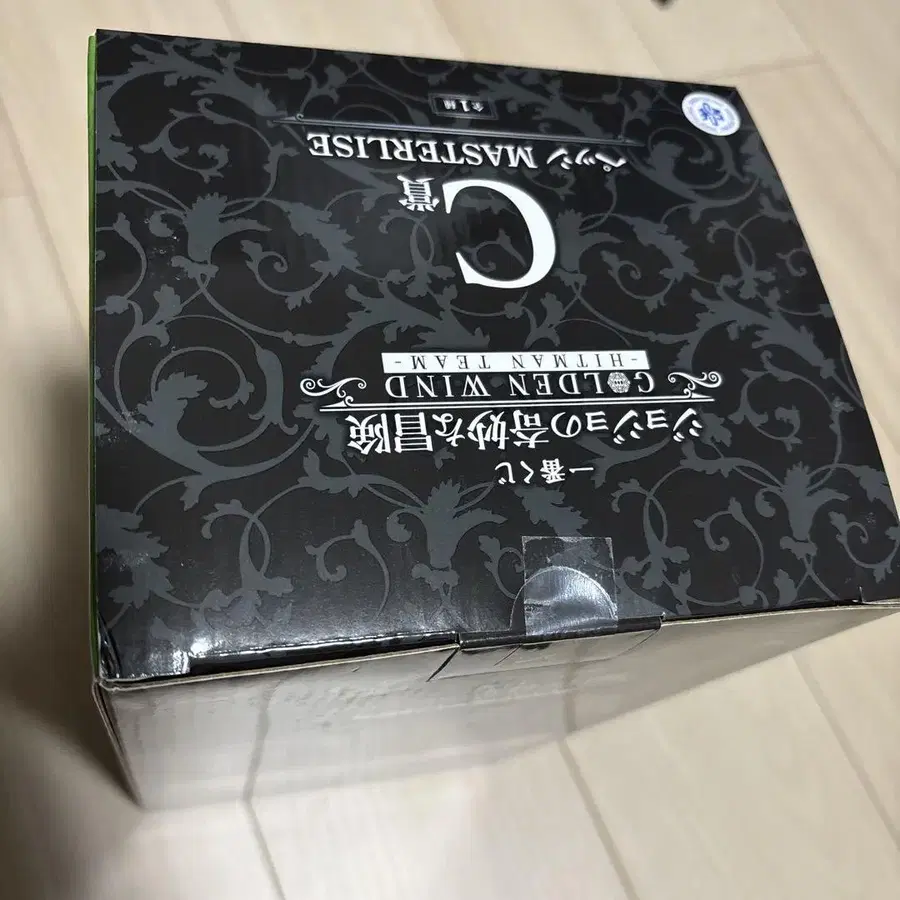 一番くじ
ジョジョの奇妙な冒険
GOLDEN WIND
-HITMAN TEAM-
C賞
ペッシ MASTERLISE
全1種